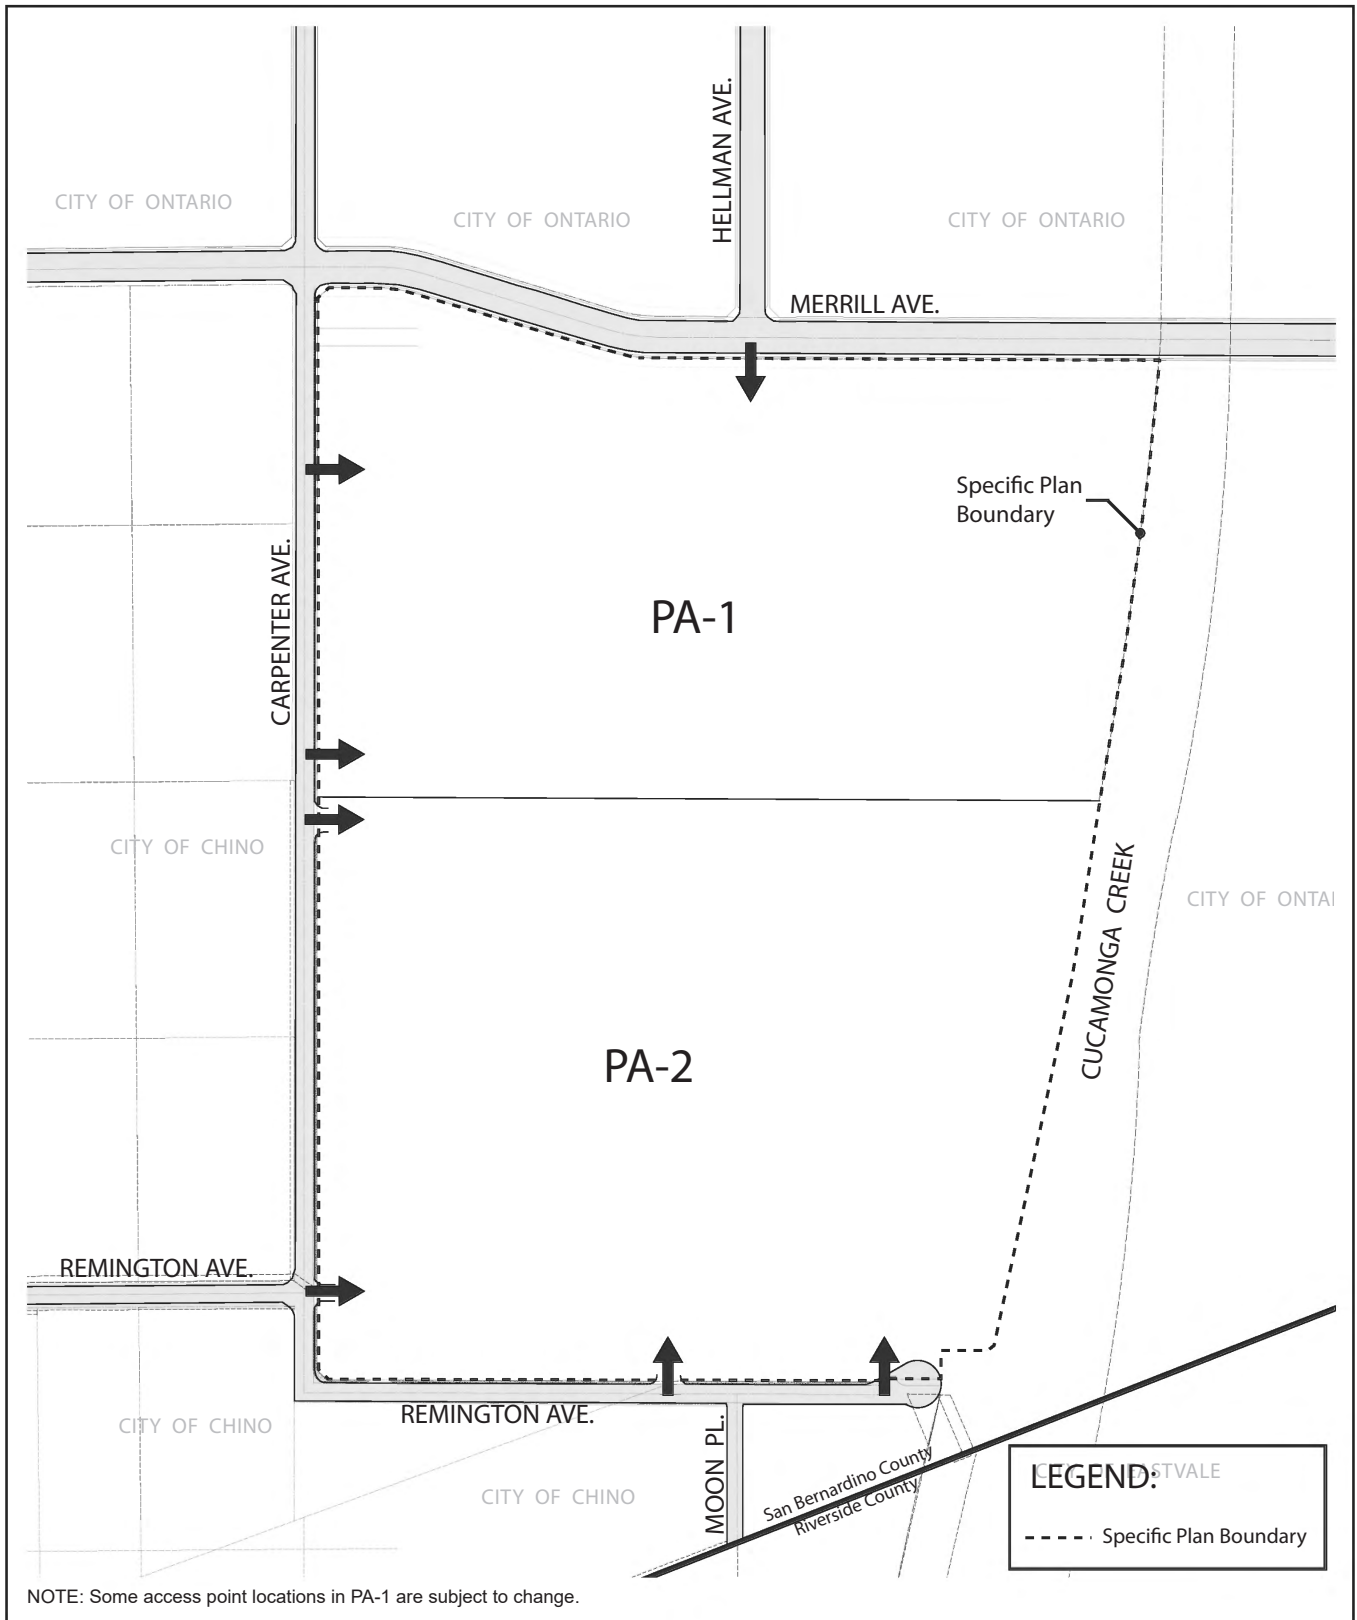 HELLMAN AVE.
CITY OF ONTARIO
CITY OF ONTARIO
CITY OF ONTARIO
MERRILL AVE.
Specific Plan
Boundary
CARPENTER AVE.
PA-1
CITY OF CHINO
CUCAMONGA CREEK
CITY OF ONTAI
PA-2
REMINGTON AVE.
CITY OF CHINO
REMINGTON AVE.
MOON PL.
CITY OF CHINO
San Bernardino County
Riverside County
CITY OF EASTVALE
LEGEND:
Specific Plan Boundary
NOTE: Some access point locations in PA-1 are subject to change.